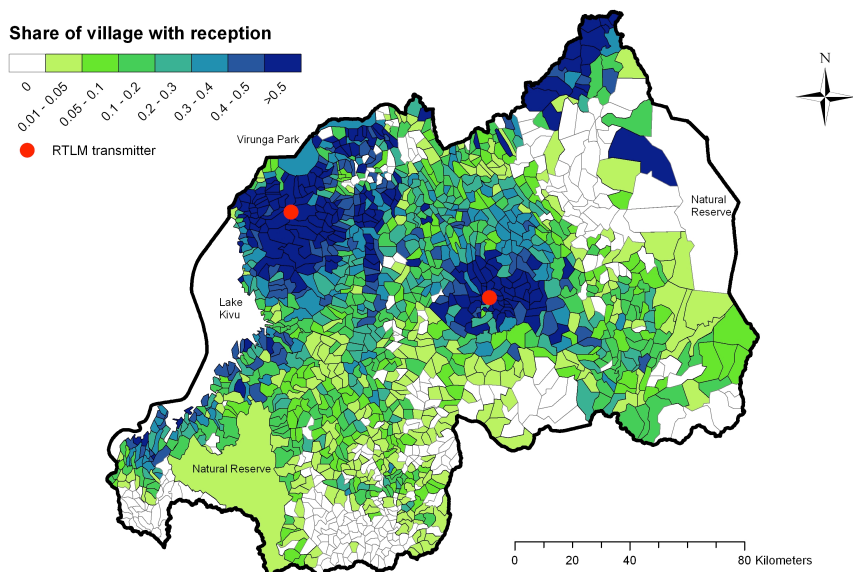 Share of village with reception
0
0.01 - 0.05
0.05 - 0.1
0.1 - 0.2
0.2 - 0.3
0.3 - 0.4
0.4 - 0.5
>0.5
RTLM transmitter
N
Virunga Park
Natural
Reserve
Lake
Kivu
Natural Reserve
0 20 40 80 Kilometers